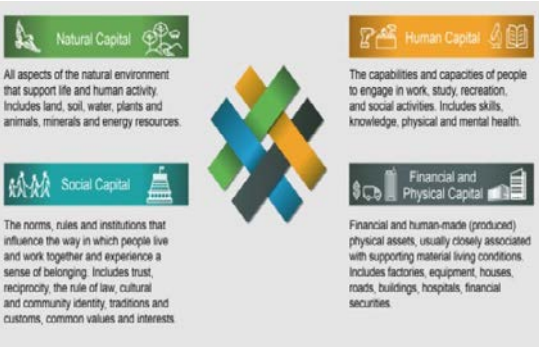 Natural Capital
All aspects of the natural environment
that support life and human activity.
Includes land, soil, water, plants and
animals, minerals and energy resources.
Human Capital
The capabilities and capacities of people
to engage in work, study, recreation,
and social activities. Includes skills,
knowledge, physical and mental health.
Social Capital
The norms, rules and institutions that
influence the way in which people live
and work together and experience a
sense of belonging. Includes trust,
reciprocity, the rule of law, cultural
and community identity, traditions and
customs, common values and interests.
Financial and
Physical Capital
Financial and human-made (produced)
physical assets, usually closely associated
with supporting material living conditions.
Includes factories, equipment, houses,
roads, buildings, hospitals, financial
securities.